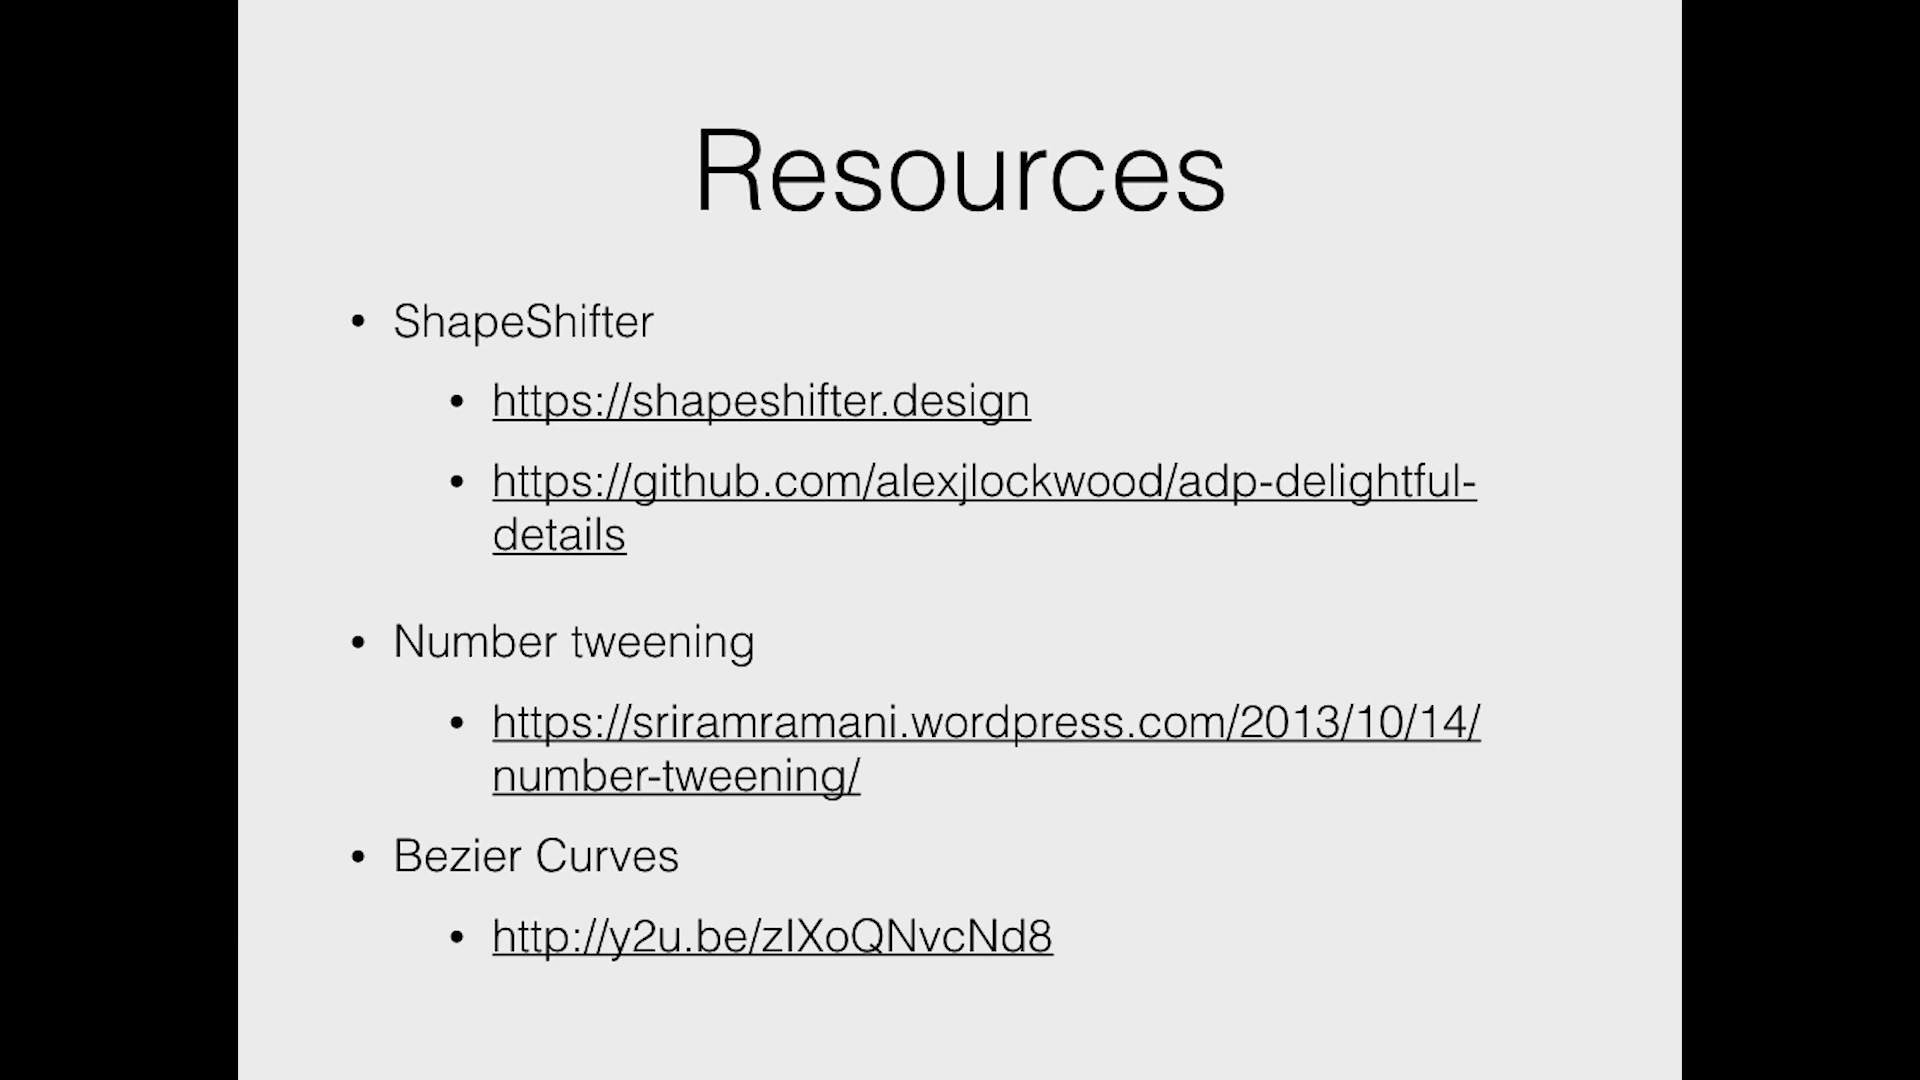 Resources
• ShapeShifter
• https://shapeshifter.design
• https://github.com/alexjlockwood/adp-delightful-
details
• Number tweening
• https://sriramramani.wordpress.com/2013/10/14/
number-tweening/
• Bezier Curves
• http://y2u.be/zIXoQNvcNd8